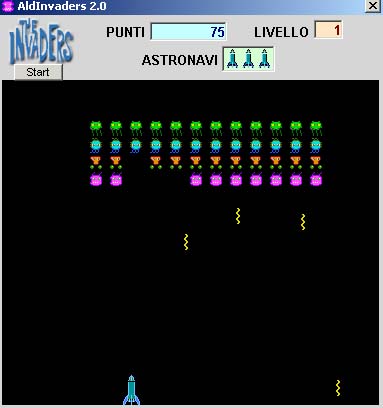 AldInvaders 2.0
THE INVADERS
PUNTI 75 LIVELLO 1
Start
ASTRONAVI